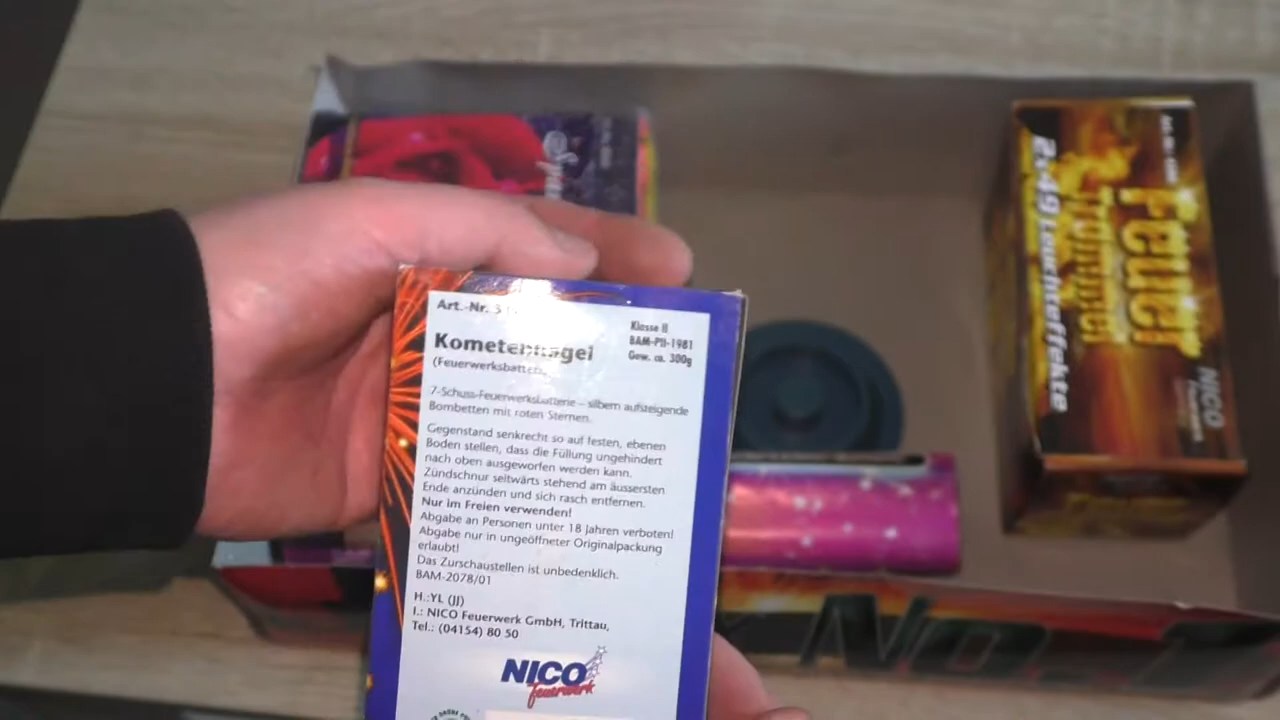 Art.-Nr.
Klasse II
BAM-PII-1981
Gew. ca. 300g
Kometenhagel
(Feuerwerksbatterie
7-Schuss-Feuerwerksbatterie – silbern aufsteigende
Bombetten mit roten Sternen.
Gegenstand senkrecht so auf festen, ebenen
Boden stellen, dass die Füllung ungehindert
nach oben ausgeworfen werden kann.
Zündschnur seitwärts stehend am äussersten
Ende anzünden und sich rasch entfernen.
Nur im Freien verwenden!
Abgabe an Personen unter 18 Jahren verboten!
Abgabe nur in ungeöffneter Originalpackung
erlaubt!
Das Zurschaustellen ist unbedenklich.
BAM-2078/01
H.:YL (JJ)
I.: NICO Feuerwerk GmbH, Trittau,
Tel.: (04154) 80 50
NICO
feuerwerk
Feuer
Trommel
2x49 Leuchteffekte
NICO
No.